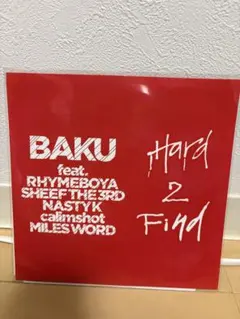 BAKU
feat.
RHYMEBOYA
SHEEF THE 3RD
NASTY K
calimshot
MILES WORD
Hard
2
Find